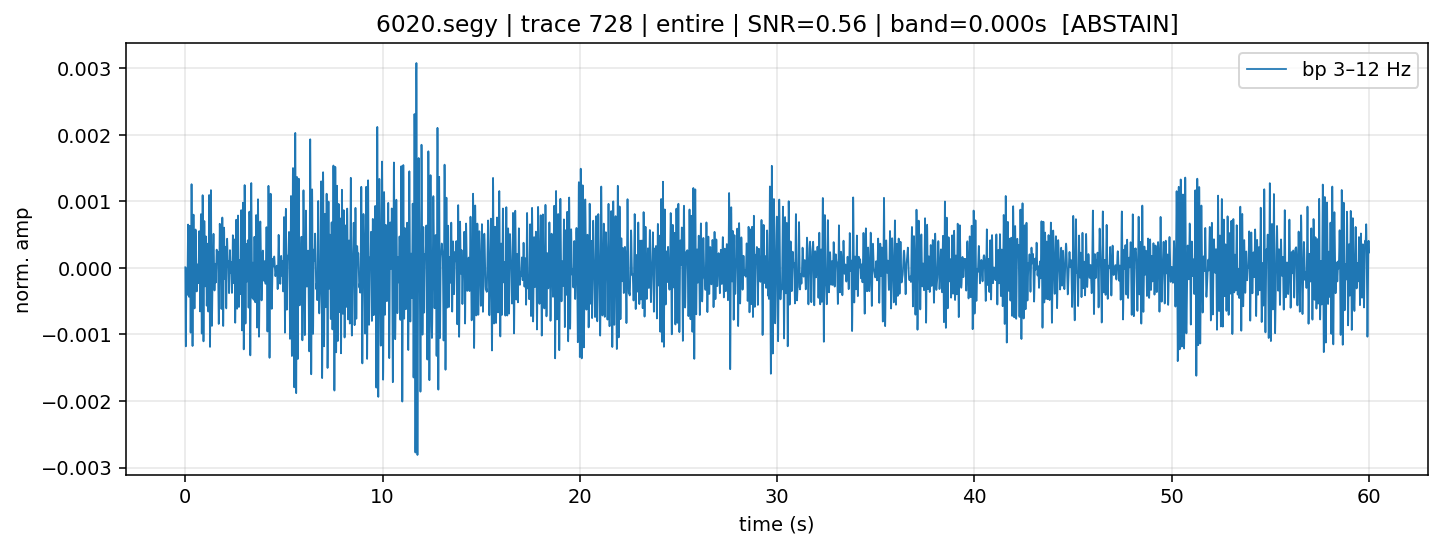 6020.segy | trace 728 | entire | SNR=0.56 | band=0.000s [ABSTAIN]
bp 3–12 Hz
0.003
0.002
0.001
0.000
−0.001
−0.002
−0.003
norm. amp
0 10 20 30 40 50 60
time (s)